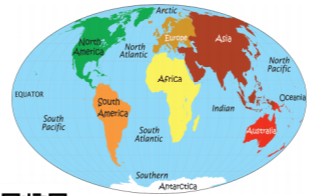 Arctic
North
America
Europe
Asia
North
Atlantic
North
Pacific
Africa
EQUATOR
South
America
Indian
Oceania
South
Pacific
South
Atlantic
Australia
Southern
Antarctica